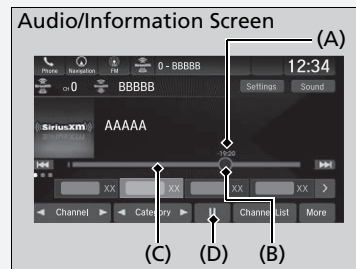 Audio/Information Screen
(A)
Phone Navigation FM 0 - BBBBB 12:34
CH 0 BBBBB Settings Sound
((SiriusXM)) AAAAA
-19:20
XX XX XX XX
Channel Category Channel List More
(C) (D) (B)